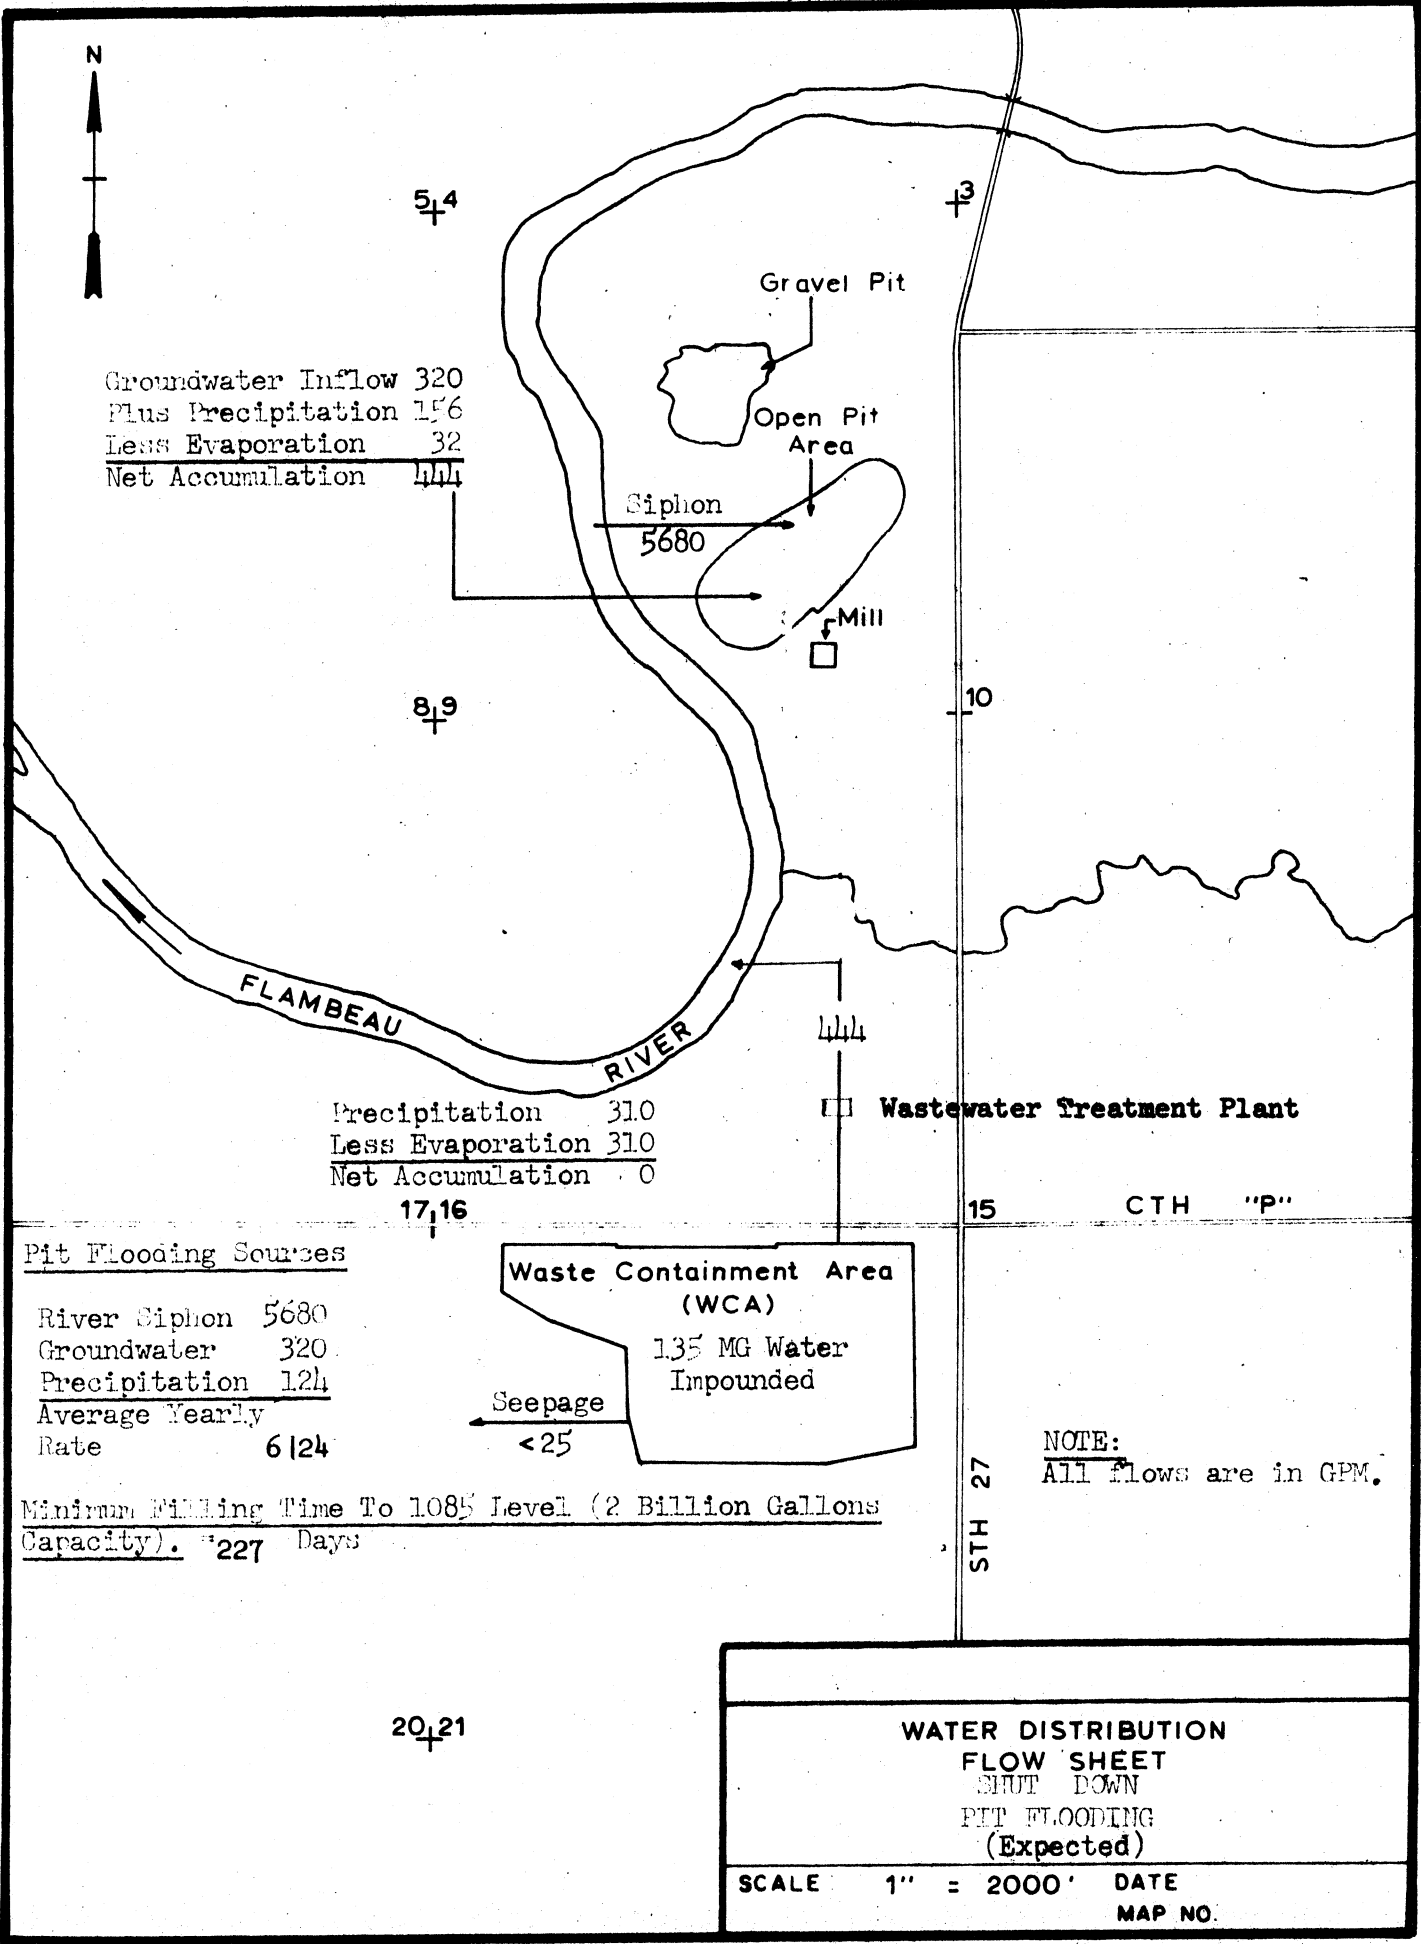 N
5 4
3
Gravel Pit
Groundwater Inflow 320
Plus Precipitation 156
Less Evaporation 32
Net Accumulation 444
Open Pit
Area
Siphon
5680
Mill
8 9
10
FLAMBEAU
RIVER
444
Wastewater Treatment Plant
Precipitation 310
Less Evaporation 310
Net Accumulation 0
17 16
15
CTH "P"
Pit Flooding Sources
River Siphon 5680
Groundwater 320
Precipitation 124
Average Yearly
Rate 6124
Waste Containment Area
(WCA)
135 MG Water
Impounded
Seepage
<25
NOTE:
All flows are in GPM.
STH 27
Minimum Filling Time To 1085 Level (2 Billion Gallons
Capacity). 227 Days
20 21
WATER DISTRIBUTION
FLOW SHEET
SHUT DOWN
PIT FLOODING
(Expected)
SCALE 1" = 2000' DATE
MAP NO.